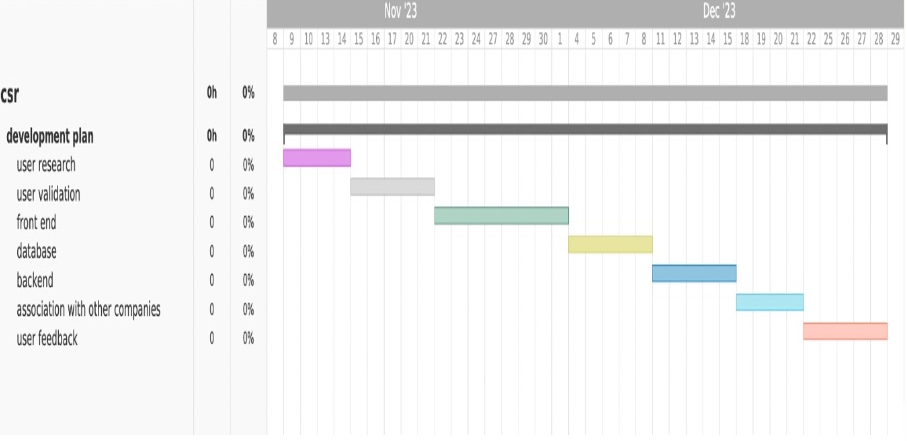 Nov '23 Dec '23
8 9 10 13 14 15 16 17 20 21 22 23 24 27 28 29 30 1 4 5 6 7 8 11 12 13 14 15 18 19 20 21 22 25 26 27 28 29
csr 0h 0%
development plan 0h 0%
user research 0 0%
user validation 0 0%
front end 0 0%
database 0 0%
backend 0 0%
association with other companies 0 0%
user feedback 0 0%